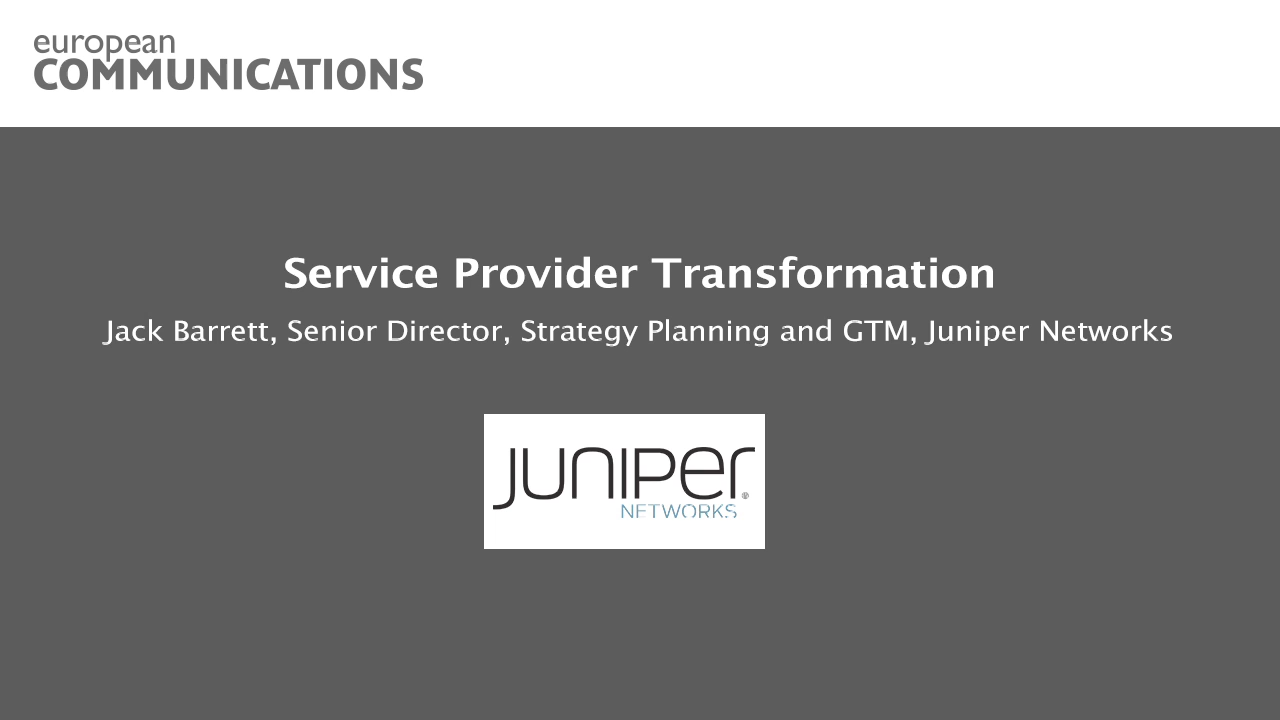 european
COMMUNICATIONS
Service Provider Transformation
Jack Barrett, Senior Director, Strategy Planning and GTM, Juniper Networks
JUNIPEr®
NETWORKS